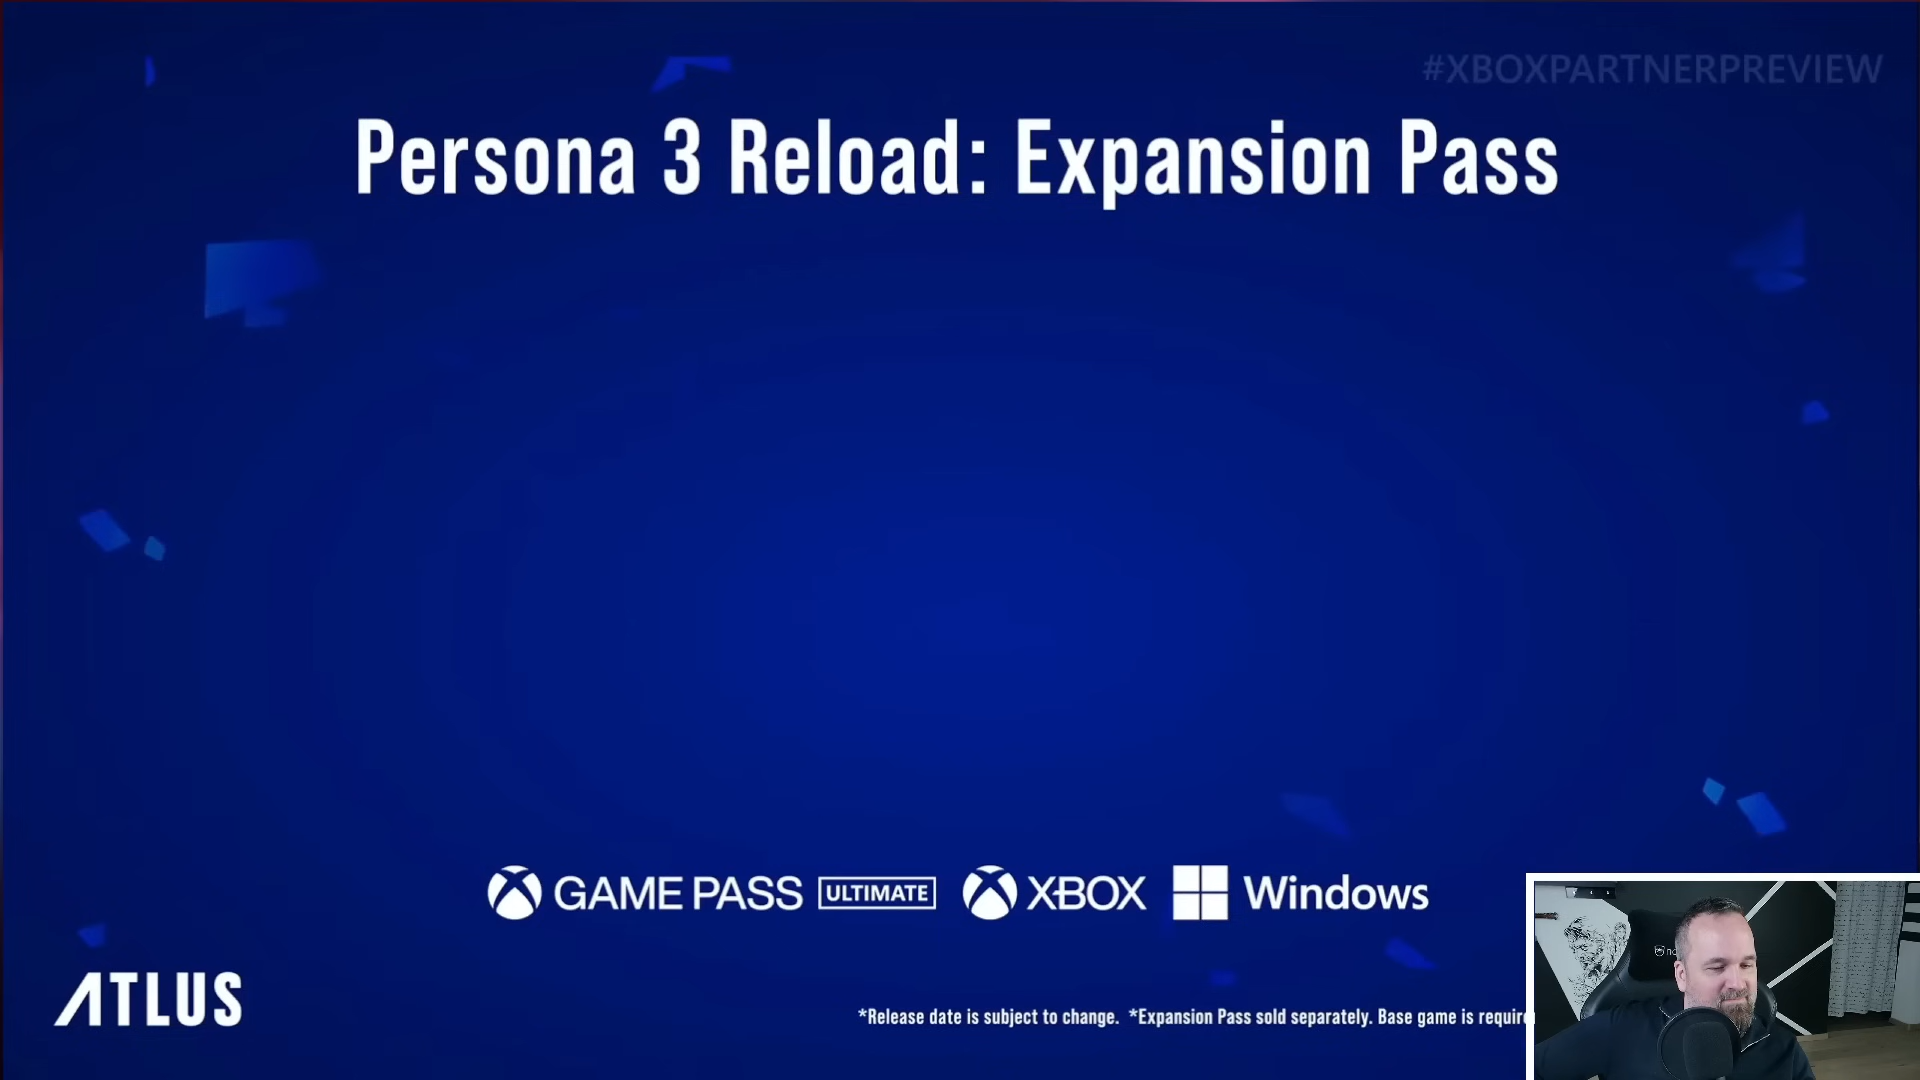 #XBOXPARTNERPREVIEW
Persona 3 Reload: Expansion Pass
GAME PASS ULTIMATE XBOX Windows
ATLUS
*Release date is subject to change. *Expansion Pass sold separately. Base game is